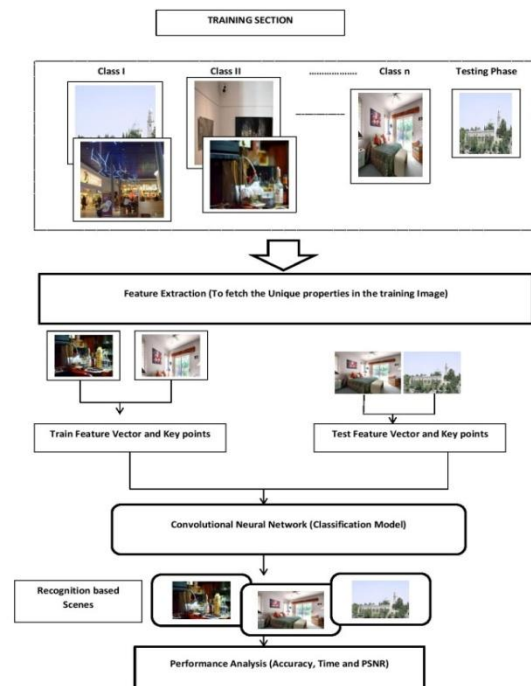 TRAINING SECTION
Class I Class II ................... Class n Testing Phase
Feature Extraction (To fetch the Unique properties in the training Image)
Train Feature Vector and Key points Test Feature Vector and Key points
Convolutional Neural Network (Classification Model)
Recognition based
Scenes
Performance Analysis (Accuracy, Time and PSNR)